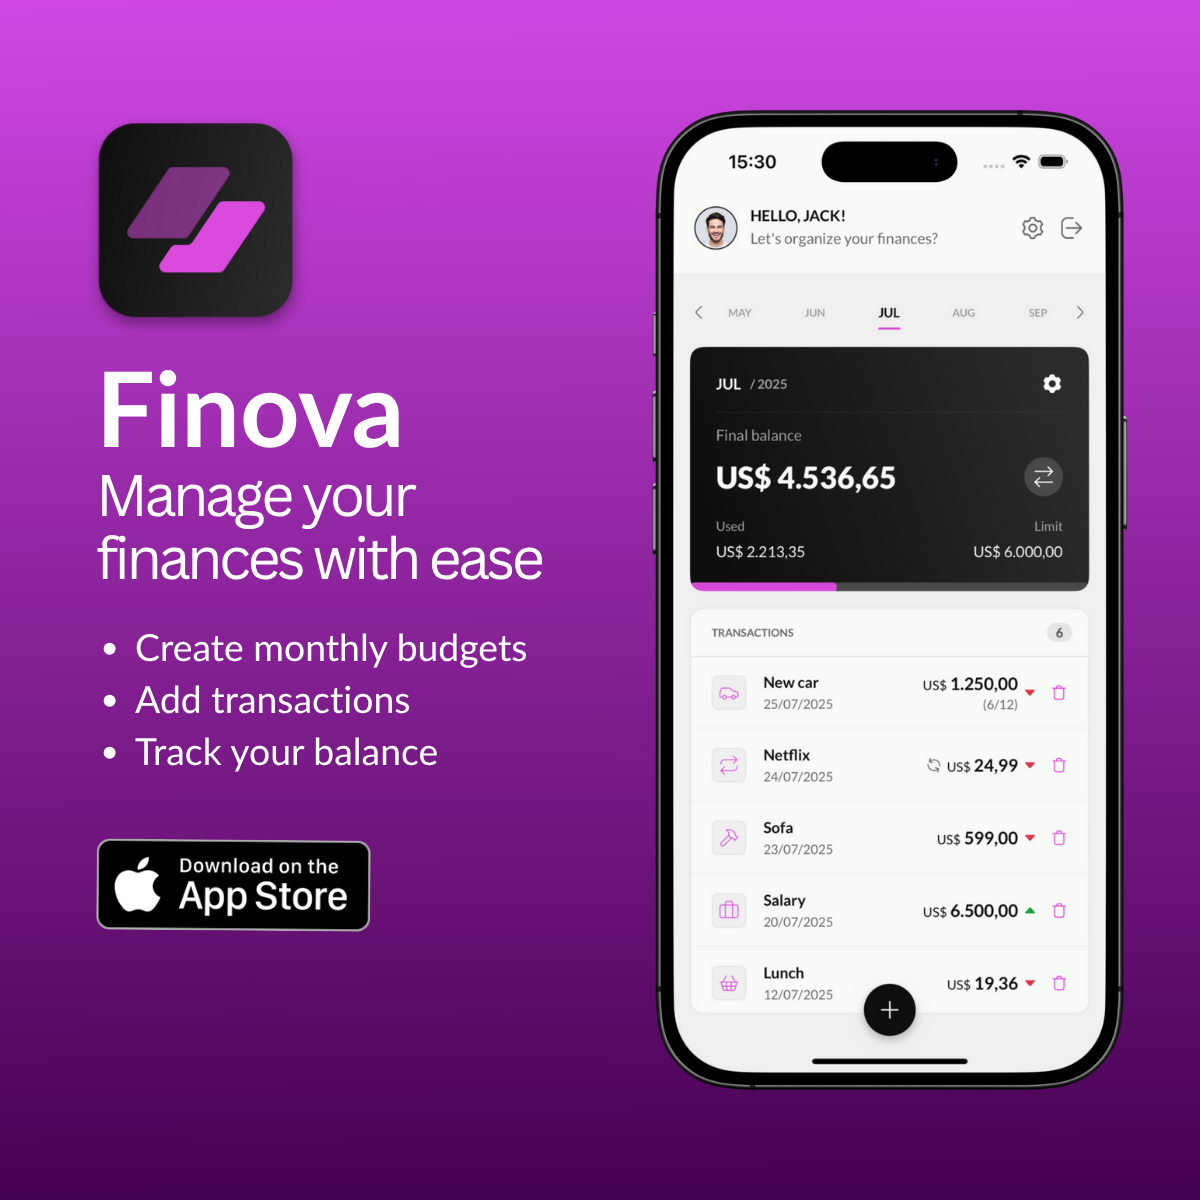 Finova
Manage your
finances with ease
• Create monthly budgets
• Add transactions
• Track your balance
Download on the
App Store
15:30
HELLO, JACK!
Let's organize your finances?
MAY JUN JUL AUG SEP
JUL / 2025
Final balance
US$ 4.536,65
Used Limit
US$ 2.213,35 US$ 6.000,00
TRANSACTIONS 6
New car US$ 1.250,00
25/07/2025 (6/12)
Netflix US$ 24,99
24/07/2025
Sofa US$ 599,00
23/07/2025
Salary US$ 6.500,00
20/07/2025
Lunch US$ 19,36
12/07/2025
+